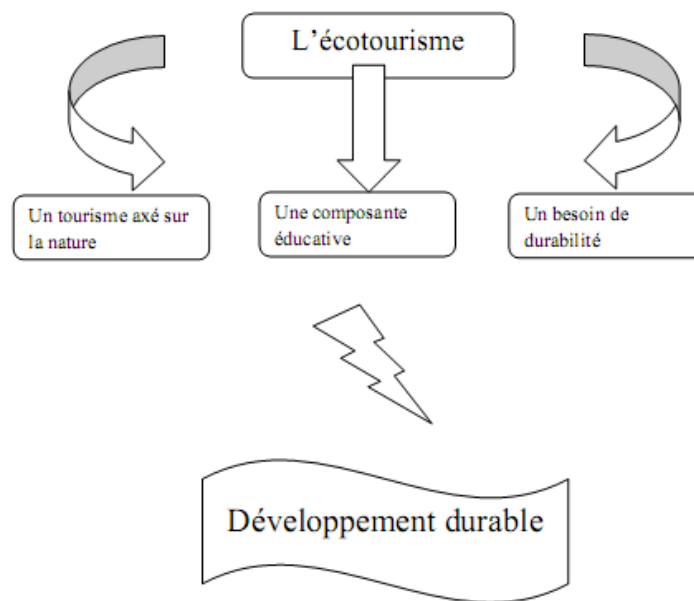 L'écotourisme
Un tourisme axé sur
la nature
Une composante
éducative
Un besoin de
durabilité
Développement durable